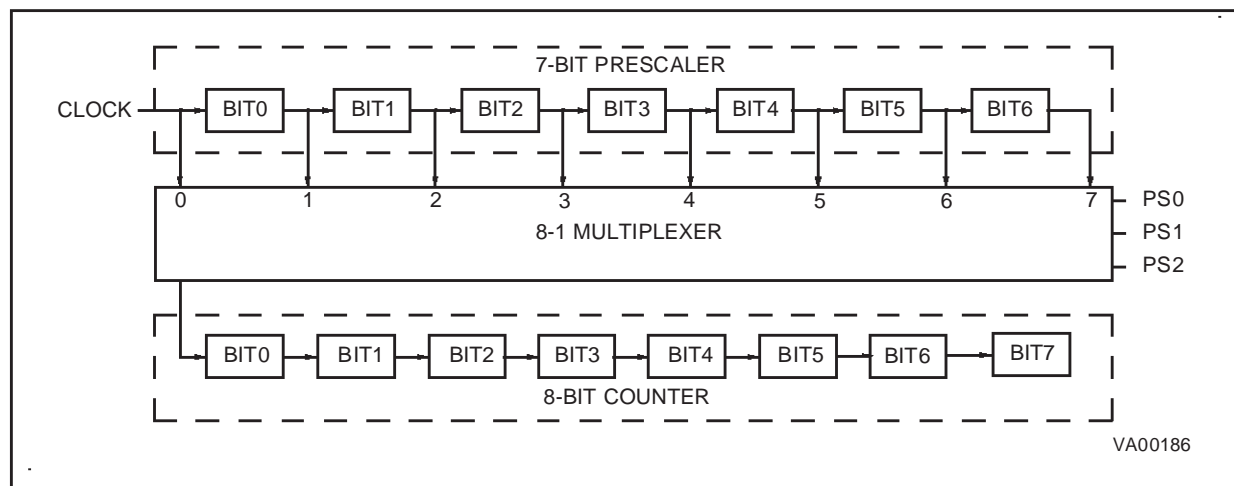 7-BIT PRESCALER
CLOCK BIT0 BIT1 BIT2 BIT3 BIT4 BIT5 BIT6
0 1 2 3 4 5 6 7
PS0
8-1 MULTIPLEXER
PS1
PS2
BIT0 BIT1 BIT2 BIT3 BIT4 BIT5 BIT6 BIT7
8-BIT COUNTER
VA00186